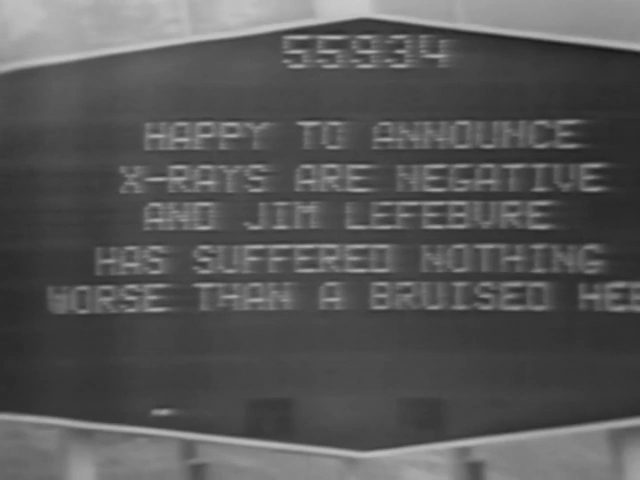 55934
HAPPY TO ANNOUNCE
X-RAYS ARE NEGATIVE
AND JIM LEFEBVRE
HAS SUFFERED NOTHING
WORSE THAN A BRUISED